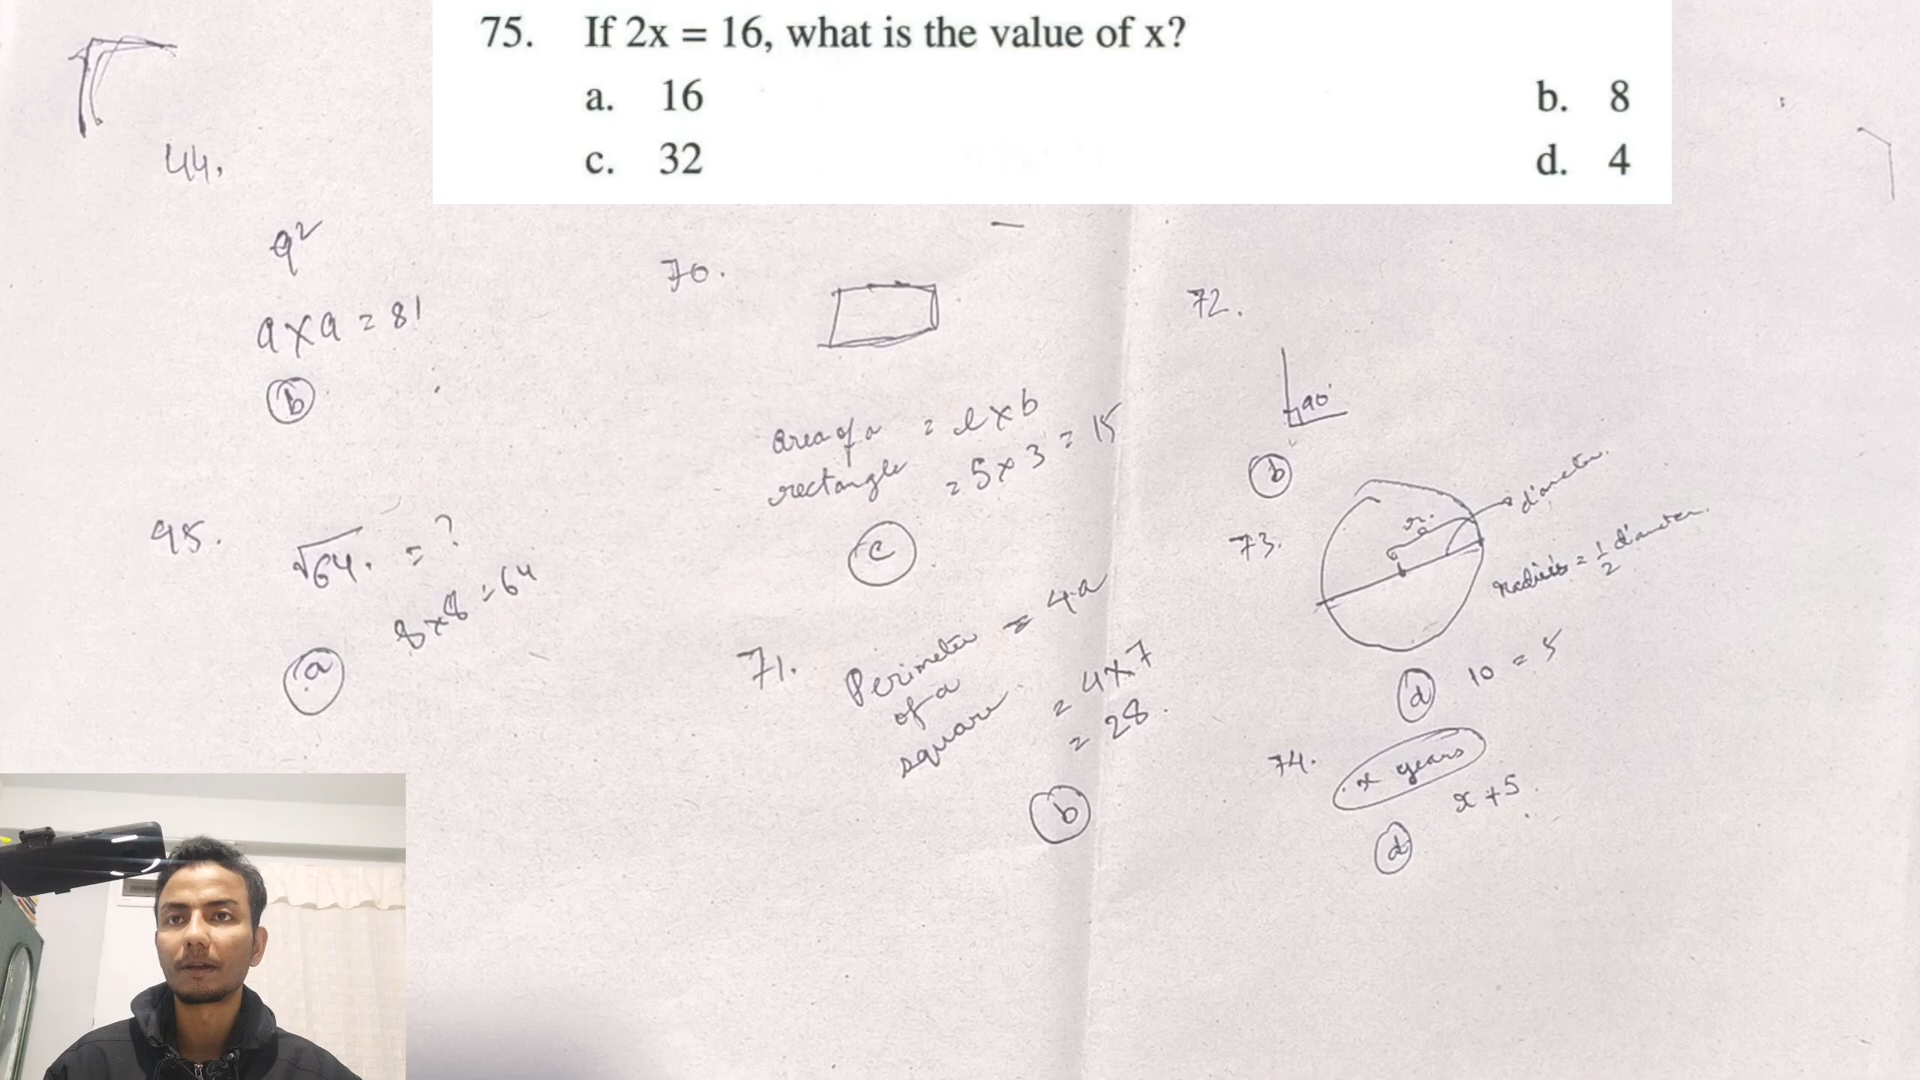 75. If 2x = 16, what is the value of x?
a. 16
b. 8
c. 32
d. 4
44.
9²
9 x 9 = 81
b
45.
√64. = ?
8 x 8 = 64
a
70.
area of a rectangle = l x b
= 5 x 3 = 15
c
71.
Perimeter of a square = 4a
= 4 x 7
= 28.
b
72.
90°
b
73.
r.
diameter.
radius = 1/2 diameter.
d 10 = 5
74.
x years
x + 5.
d